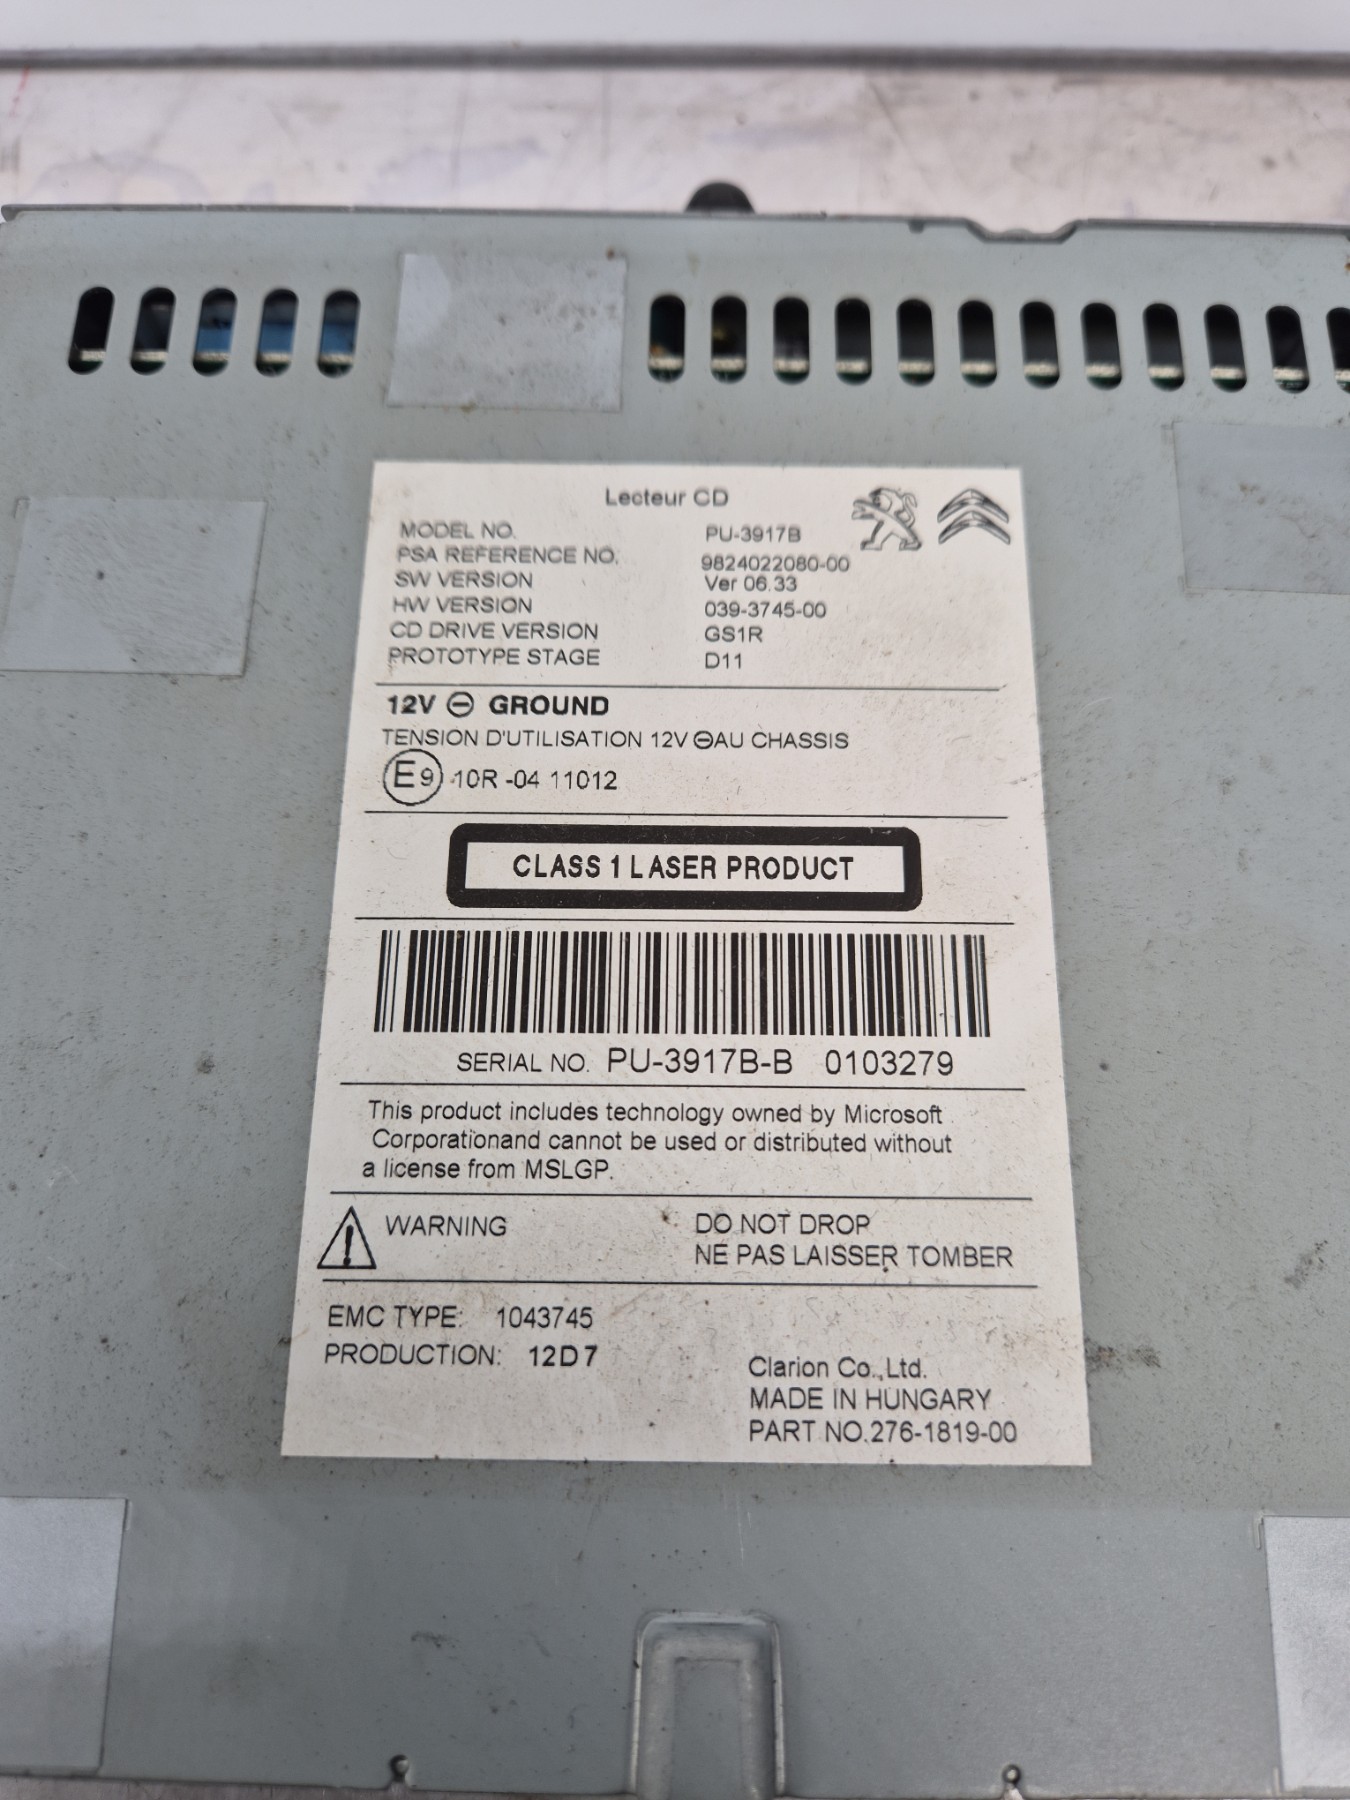 Lecteur CD
MODEL NO. PU-3917B
PSA REFERENCE NO. 9824022080-00
SW VERSION Ver 06.33
HW VERSION 039-3745-00
CD DRIVE VERSION GS1R
PROTOTYPE STAGE D11
12V ⊖ GROUND
TENSION D'UTILISATION 12V ⊖AU CHASSIS
E9 10R -04 11012
CLASS 1 LASER PRODUCT
SERIAL NO. PU-3917B-B 0103279
This product includes technology owned by Microsoft
Corporationand cannot be used or distributed without
a license from MSLGP.
WARNING DO NOT DROP
NE PAS LAISSER TOMBER
EMC TYPE: 1043745
PRODUCTION: 12D7
Clarion Co.,Ltd.
MADE IN HUNGARY
PART NO.276-1819-00